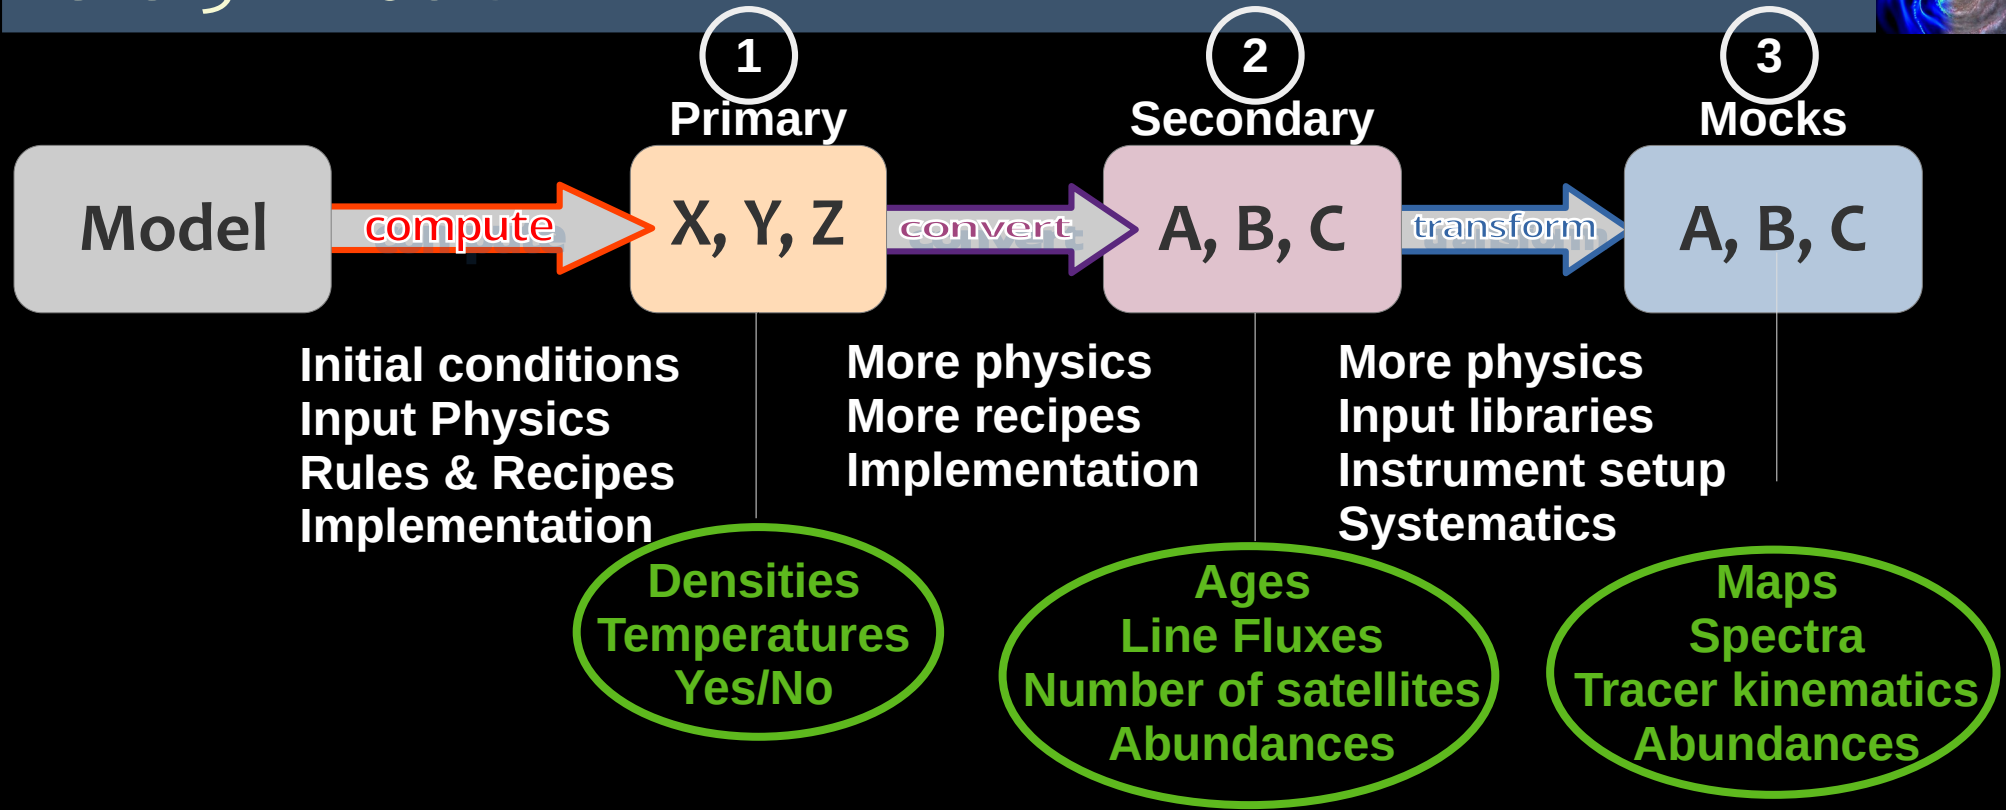 1
2
3
Primary
Secondary
Mocks
Model
compute
X, Y, Z
convert
A, B, C
transform
A, B, C
Initial conditions
Input Physics
Rules & Recipes
Implementation
More physics
More recipes
Implementation
More physics
Input libraries
Instrument setup
Systematics
Densities
Temperatures
Yes/No
Ages
Line Fluxes
Number of satellites
Abundances
Maps
Spectra
Tracer kinematics
Abundances